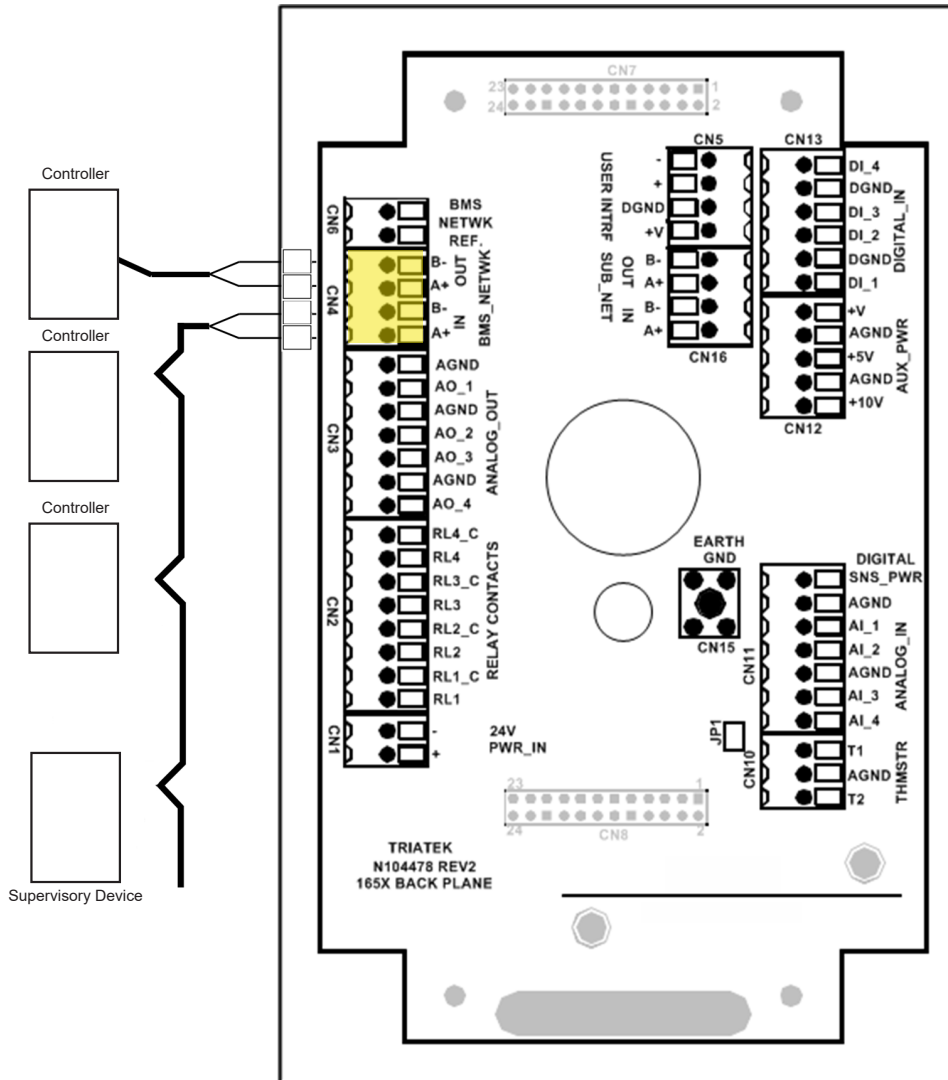 Controller
Controller
Controller
Supervisory Device
CN7
23
1
24
2
CN6
BMS
NETWK
REF.
CN4
B-
A+
B-
A+
OUT
IN
BMS_NETWK
CN3
AGND
AO_1
AGND
AO_2
AO_3
AGND
AO_4
ANALOG_OUT
CN2
RL4_C
RL4
RL3_C
RL3
RL2_C
RL2
RL1_C
RL1
RELAY CONTACTS
CN1
-
+
24V
PWR_IN
CN5
USER INTRF
-
+
DGND
+V
SUB_NET
OUT
IN
B-
A+
B-
A+
CN16
CN13
DI_4
DGND
DI_3
DI_2
DGND
DI_1
DIGITAL_IN
+V
AGND
+5V
AGND
+10V
AUX_PWR
CN12
EARTH
GND
CN15
DIGITAL
SNS_PWR
AGND
AI_1
AI_2
AGND
AI_3
AI_4
ANALOG_IN
CN11
JP1
CN10
T1
AGND
T2
THMSTR
23
1
24
2
CN8
TRIATEK
N104478 REV2
165X BACK PLANE